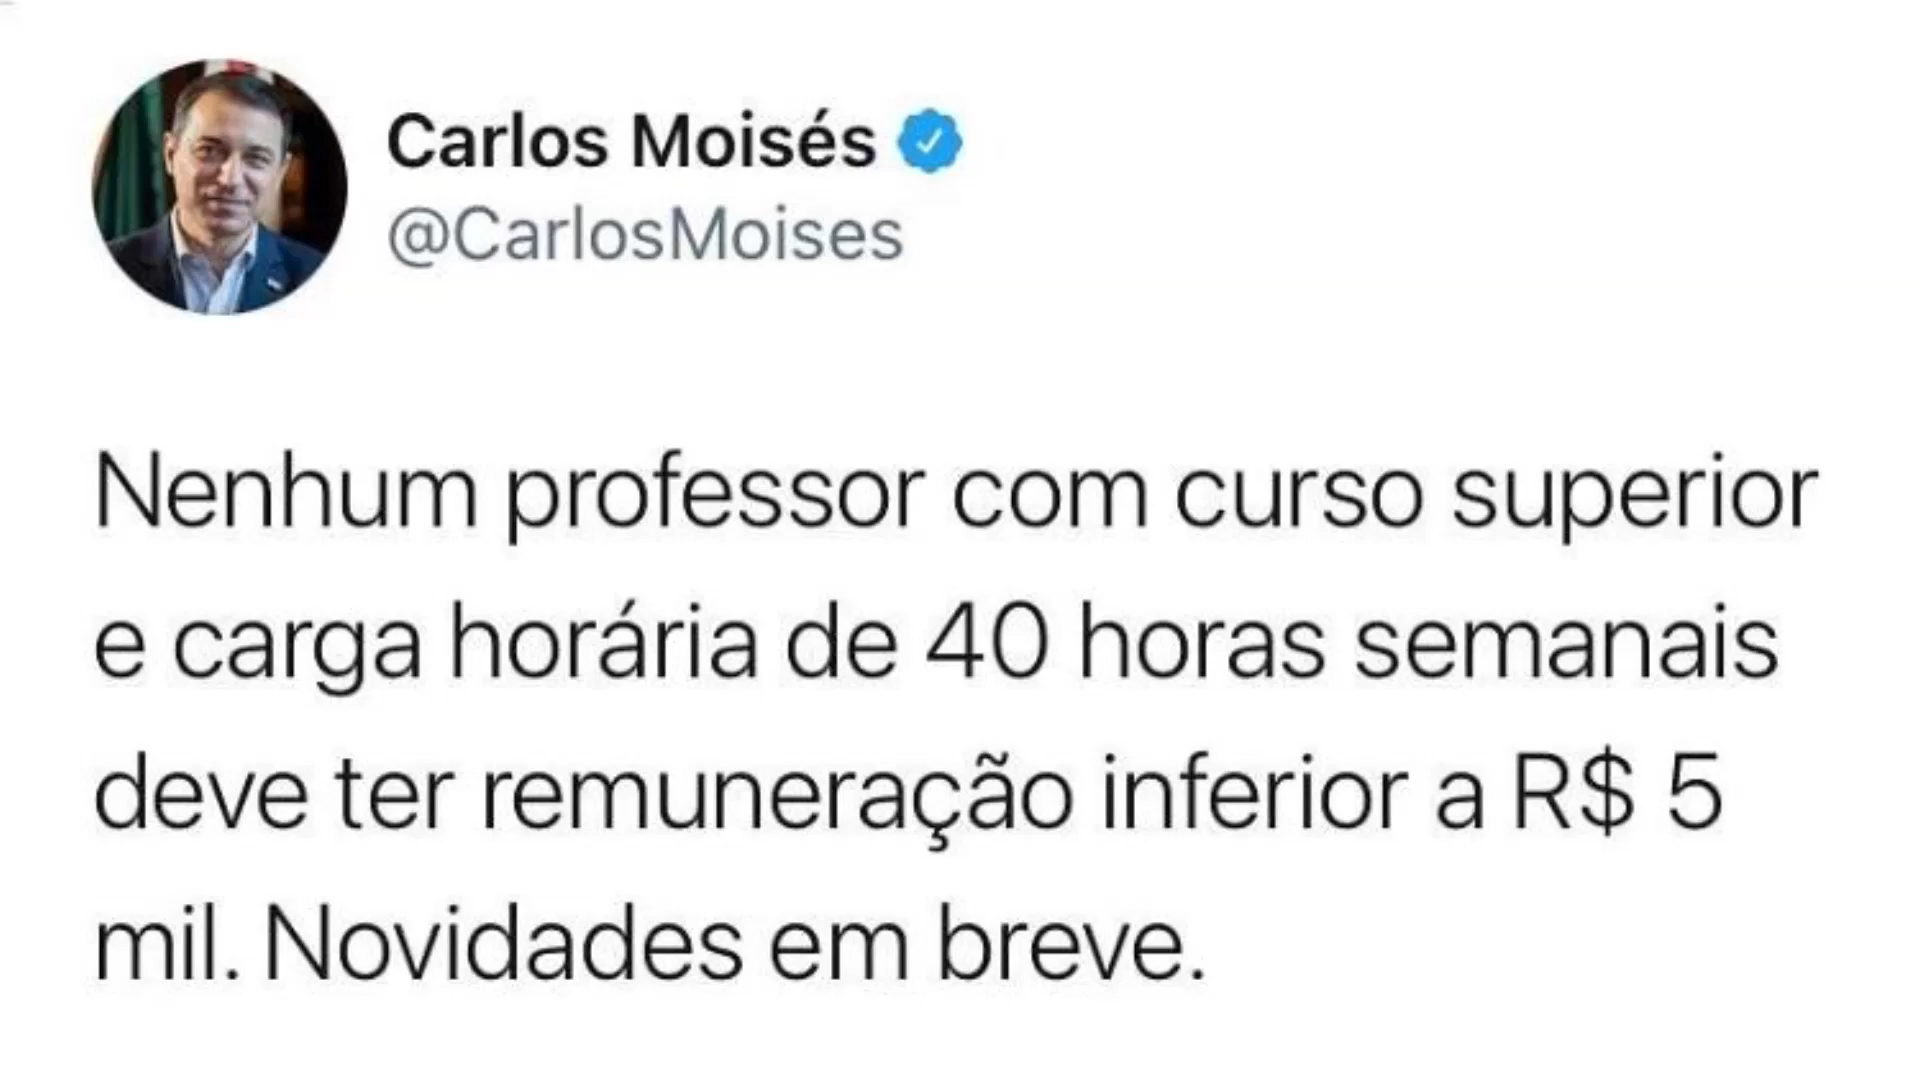 Carlos Moisés
@CarlosMoises
Nenhum professor com curso superior
e carga horária de 40 horas semanais
deve ter remuneração inferior a R$ 5
mil. Novidades em breve.